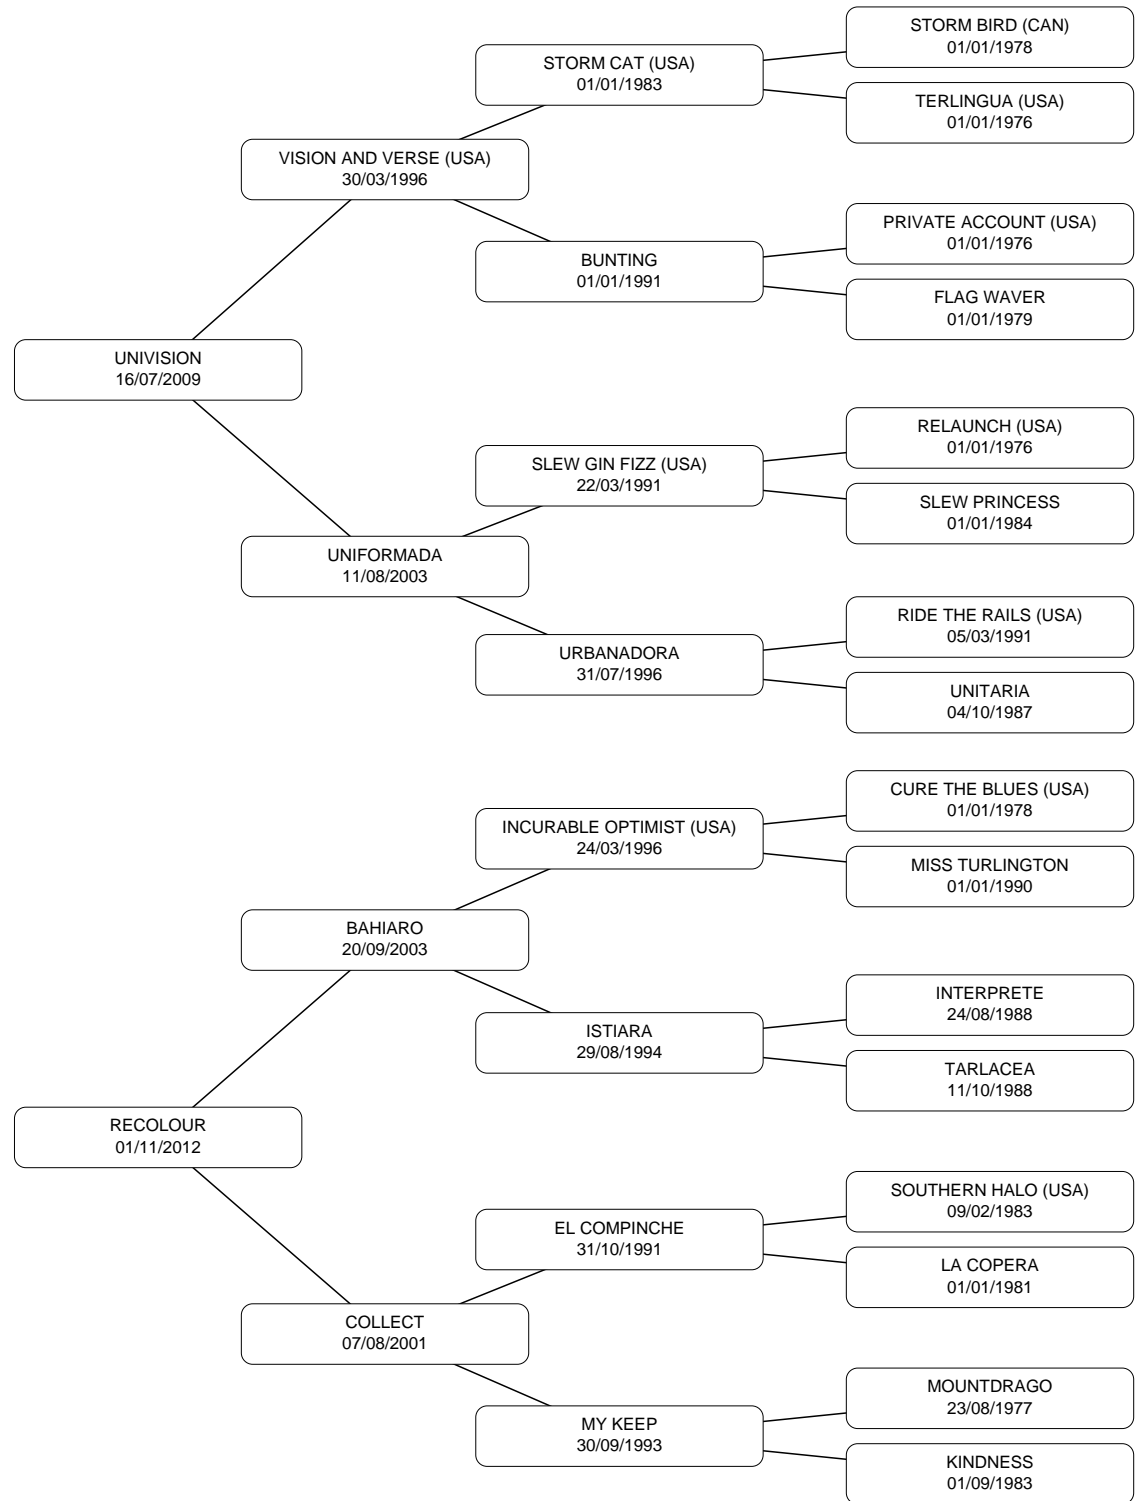 STORM BIRD (CAN)
01/01/1978
STORM CAT (USA)
01/01/1983
TERLINGUA (USA)
01/01/1976
VISION AND VERSE (USA)
30/03/1996
PRIVATE ACCOUNT (USA)
01/01/1976
BUNTING
01/01/1991
FLAG WAVER
01/01/1979
UNIVISION
16/07/2009
RELAUNCH (USA)
01/01/1976
SLEW GIN FIZZ (USA)
22/03/1991
SLEW PRINCESS
01/01/1984
UNIFORMADA
11/08/2003
RIDE THE RAILS (USA)
05/03/1991
URBANADORA
31/07/1996
UNITARIA
04/10/1987
CURE THE BLUES (USA)
01/01/1978
INCURABLE OPTIMIST (USA)
24/03/1996
MISS TURLINGTON
01/01/1990
BAHIARO
20/09/2003
INTERPRETE
24/08/1988
ISTIARA
29/08/1994
TARLACEA
11/10/1988
RECOLOUR
01/11/2012
SOUTHERN HALO (USA)
09/02/1983
EL COMPINCHE
31/10/1991
LA COPERA
01/01/1981
COLLECT
07/08/2001
MOUNTDRAGO
23/08/1977
MY KEEP
30/09/1993
KINDNESS
01/09/1983